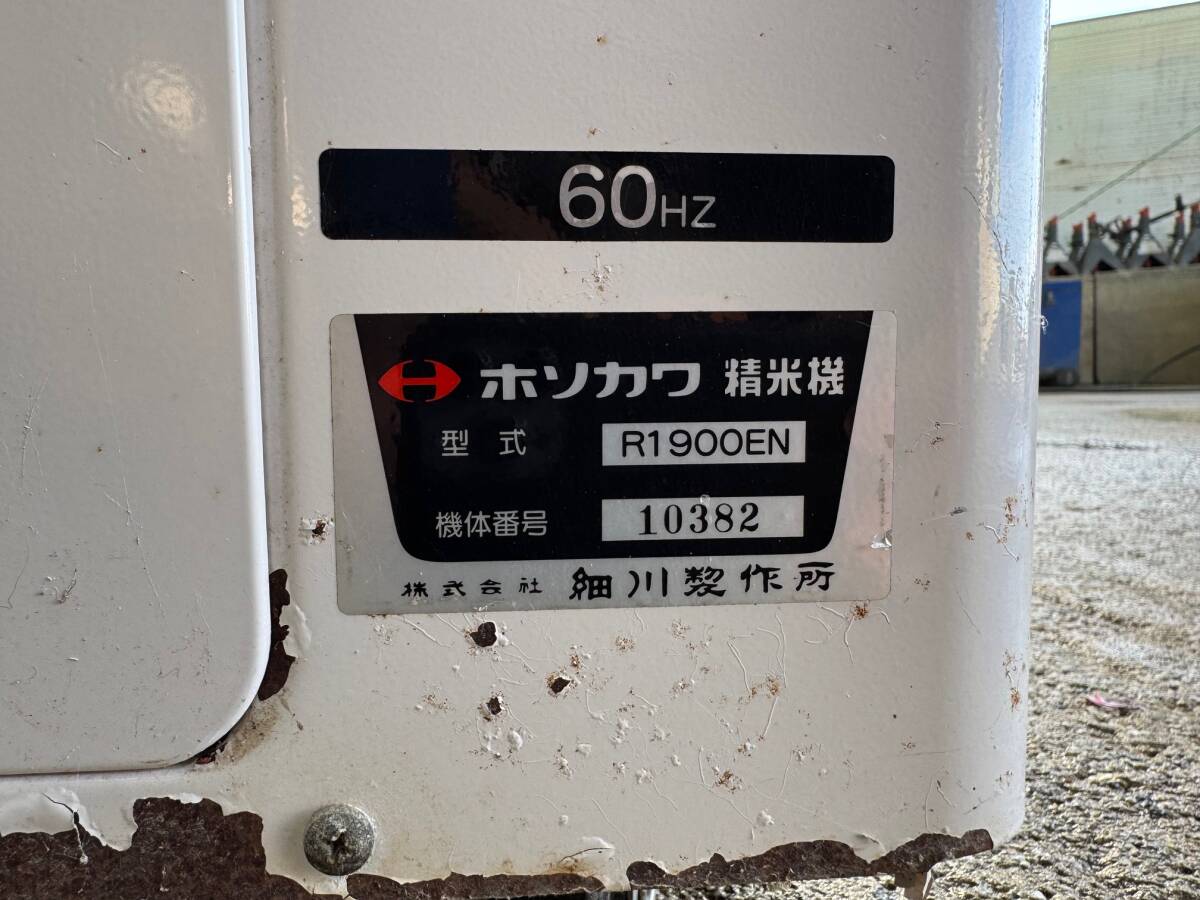 60HZ
ホソカワ 精米機
型式 R1900EN
機体番号 10382
株式会社 細川製作所